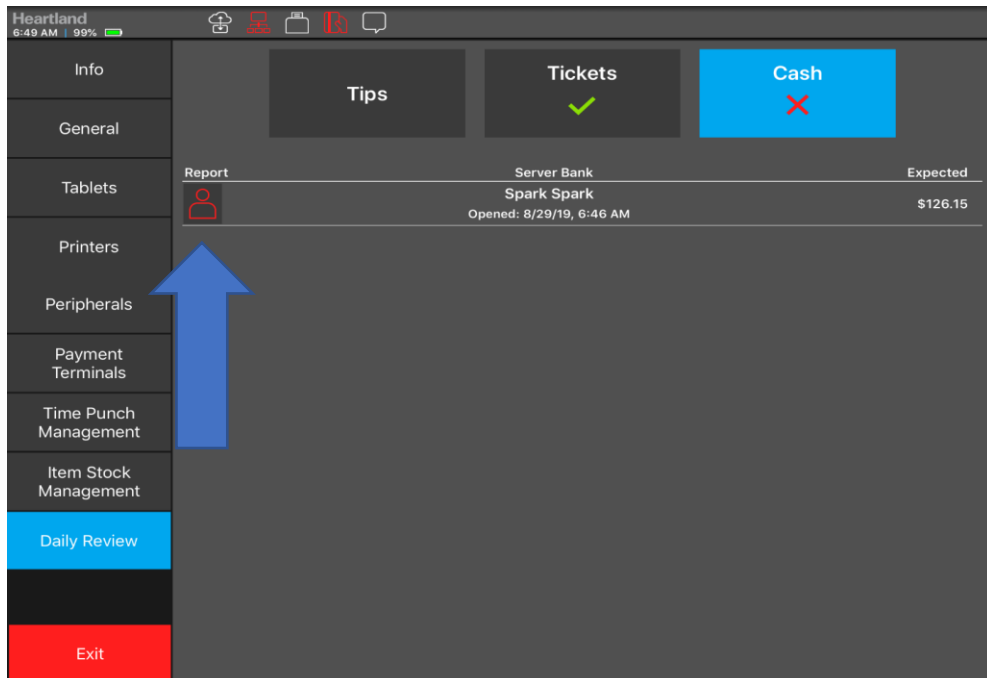 Heartland
6:49 AM | 99%
Info
General
Tablets
Printers
Peripherals
Payment
Terminals
Time Punch
Management
Item Stock
Management
Daily Review
Exit
Tips
Tickets
Cash
Report Server Bank Expected
Spark Spark
Opened: 8/29/19, 6:46 AM
$126.15